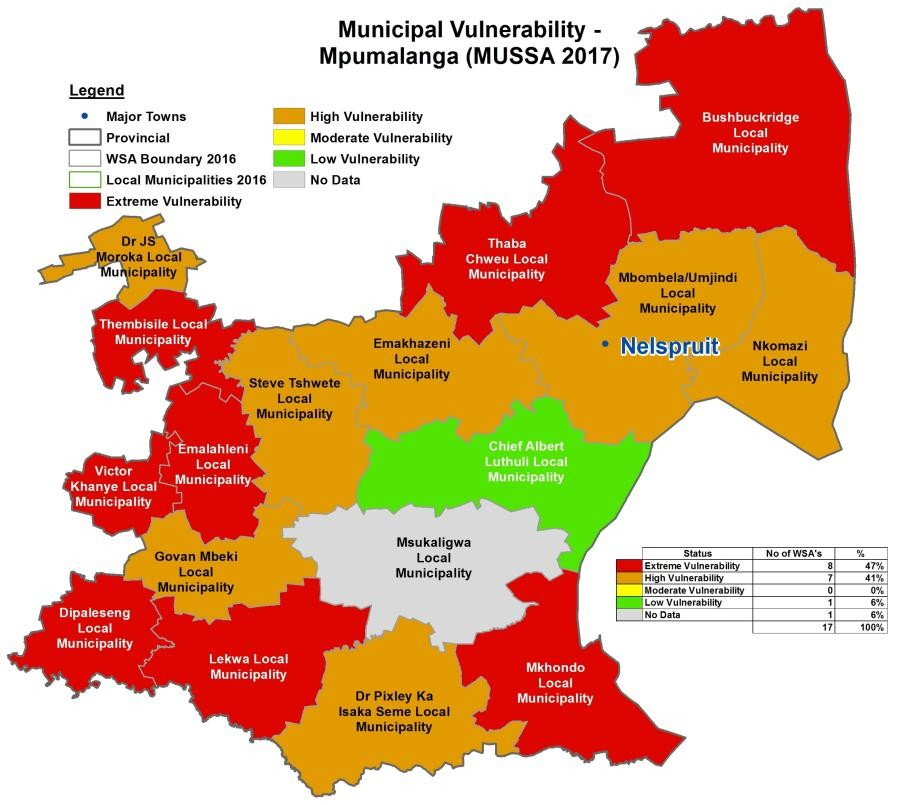 Municipal Vulnerability -
Mpumalanga (MUSSA 2017)
Legend
Major Towns
Provincial
WSA Boundary 2016
Local Municipalities 2016
Extreme Vulnerability
High Vulnerability
Moderate Vulnerability
Low Vulnerability
No Data
Bushbuckridge
Local
Municipality
Dr JS
Moroka Local
Municipality
Thaba
Chweu Local
Municipality
Mbombela/Umjindi
Local
Municipality
Thembisile Local
Municipality
Emakhazeni
Local
Municipality
Nelspruit
Nkomazi
Local
Municipality
Steve Tshwete
Local
Municipality
Chief Albert
Luthuli Local
Municipality
Emalahleni
Local
Municipality
Victor
Khanye Local
Municipality
Msukaligwa
Local
Municipality
Govan Mbeki
Local
Municipality
Dipaleseng
Local
Municipality
Lekwa Local
Municipality
Mkhondo
Local
Municipality
Dr Pixley Ka
Isaka Seme Local
Municipality
Status No of WSA's %
Extreme Vulnerability 8 47%
High Vulnerability 7 41%
Moderate Vulnerability 0 0%
Low Vulnerability 1 6%
No Data 1 6%
17 100%